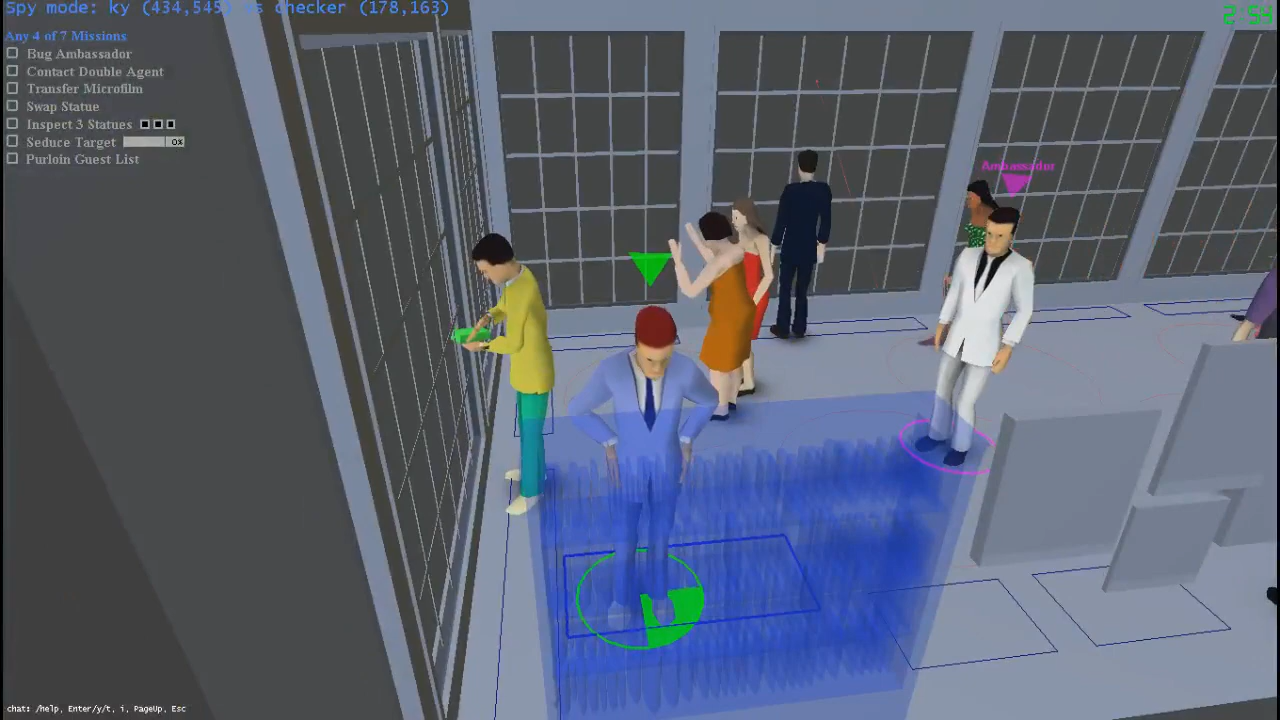 Spy mode: ky (434,545) vs checker (178,163)
2:54
Any 4 of 7 Missions
Bug Ambassador
Contact Double Agent
Transfer Microfilm
Swap Statue
Inspect 3 Statues
Seduce Target 0%
Purloin Guest List
Ambassador
chat: /help, Enter/y/t, i, PageUp, Esc